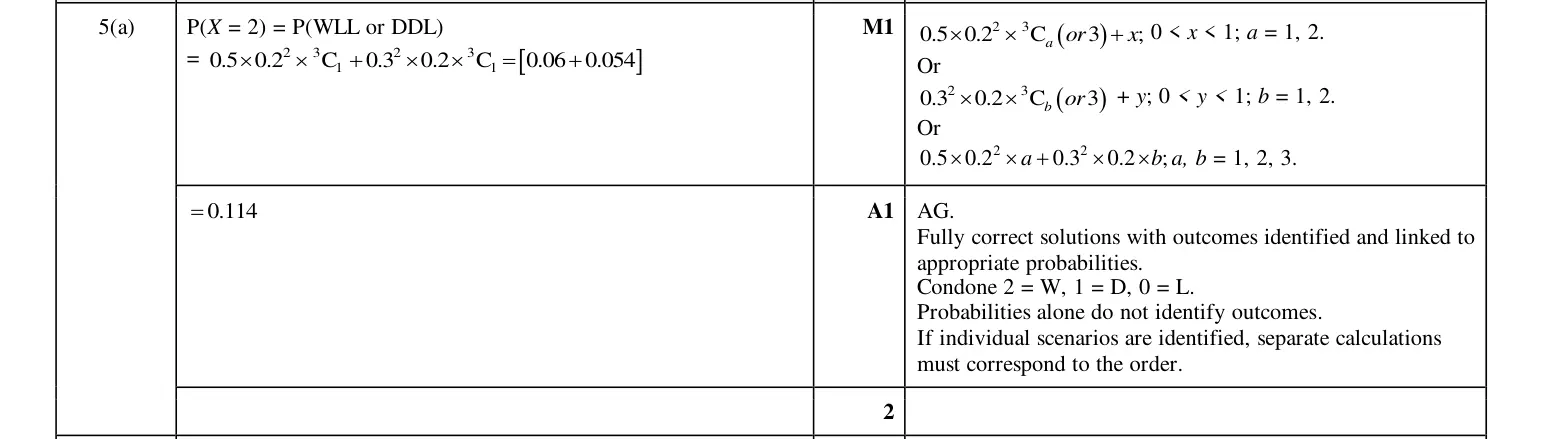 5(a)
P(X = 2) = P(WLL or DDL)
= 0.5×0.2² × ³C₁ + 0.3² ×0.2× ³C₁ = [0.06+0.054]
M1
0.5×0.2² × ³Cₐ (or 3) + x; 0 < x < 1; a = 1, 2.
Or
0.3² ×0.2× ³C_b (or 3) + y; 0 < y < 1; b = 1, 2.
Or
0.5×0.2² × a + 0.3² ×0.2×b; a, b = 1, 2, 3.
= 0.114
A1
AG.
Fully correct solutions with outcomes identified and linked to
appropriate probabilities.
Condone 2 = W, 1 = D, 0 = L.
Probabilities alone do not identify outcomes.
If individual scenarios are identified, separate calculations
must correspond to the order.
2